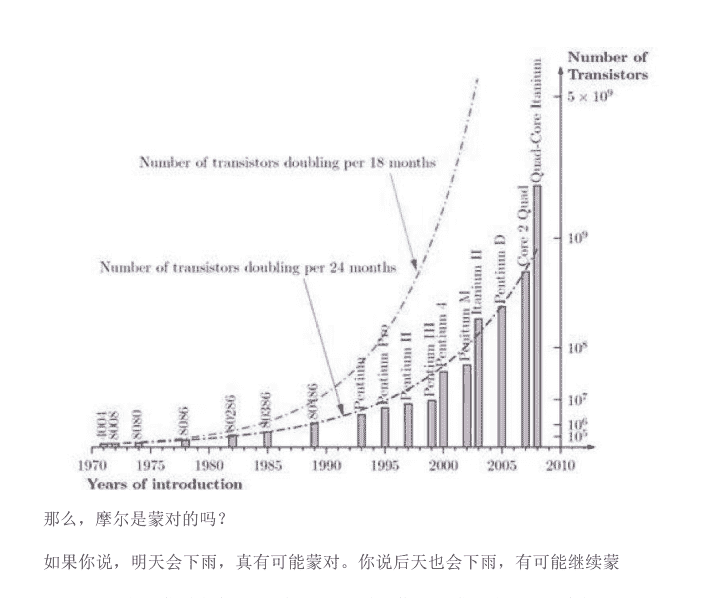 Number of
Transistors
5 × 10⁹
Quad-Core Itanium
Number of transistors doubling per 18 months
Core 2 Quad
10⁹
Pentium D
Itanium II
Number of transistors doubling per 24 months
Pentium M
Pentium 4
Pentium III
Pentium II
Pentium Pro
Pentium
10⁸
10⁷
10⁶
10⁵
4004
8008
8080
8086
80286
80386
80486
1970 1975 1980 1985 1990 1995 2000 2005 2010
Years of introduction
那么，摩尔是蒙对的吗？
如果你说，明天会下雨，真有可能蒙对。你说后天也会下雨，有可能继续蒙